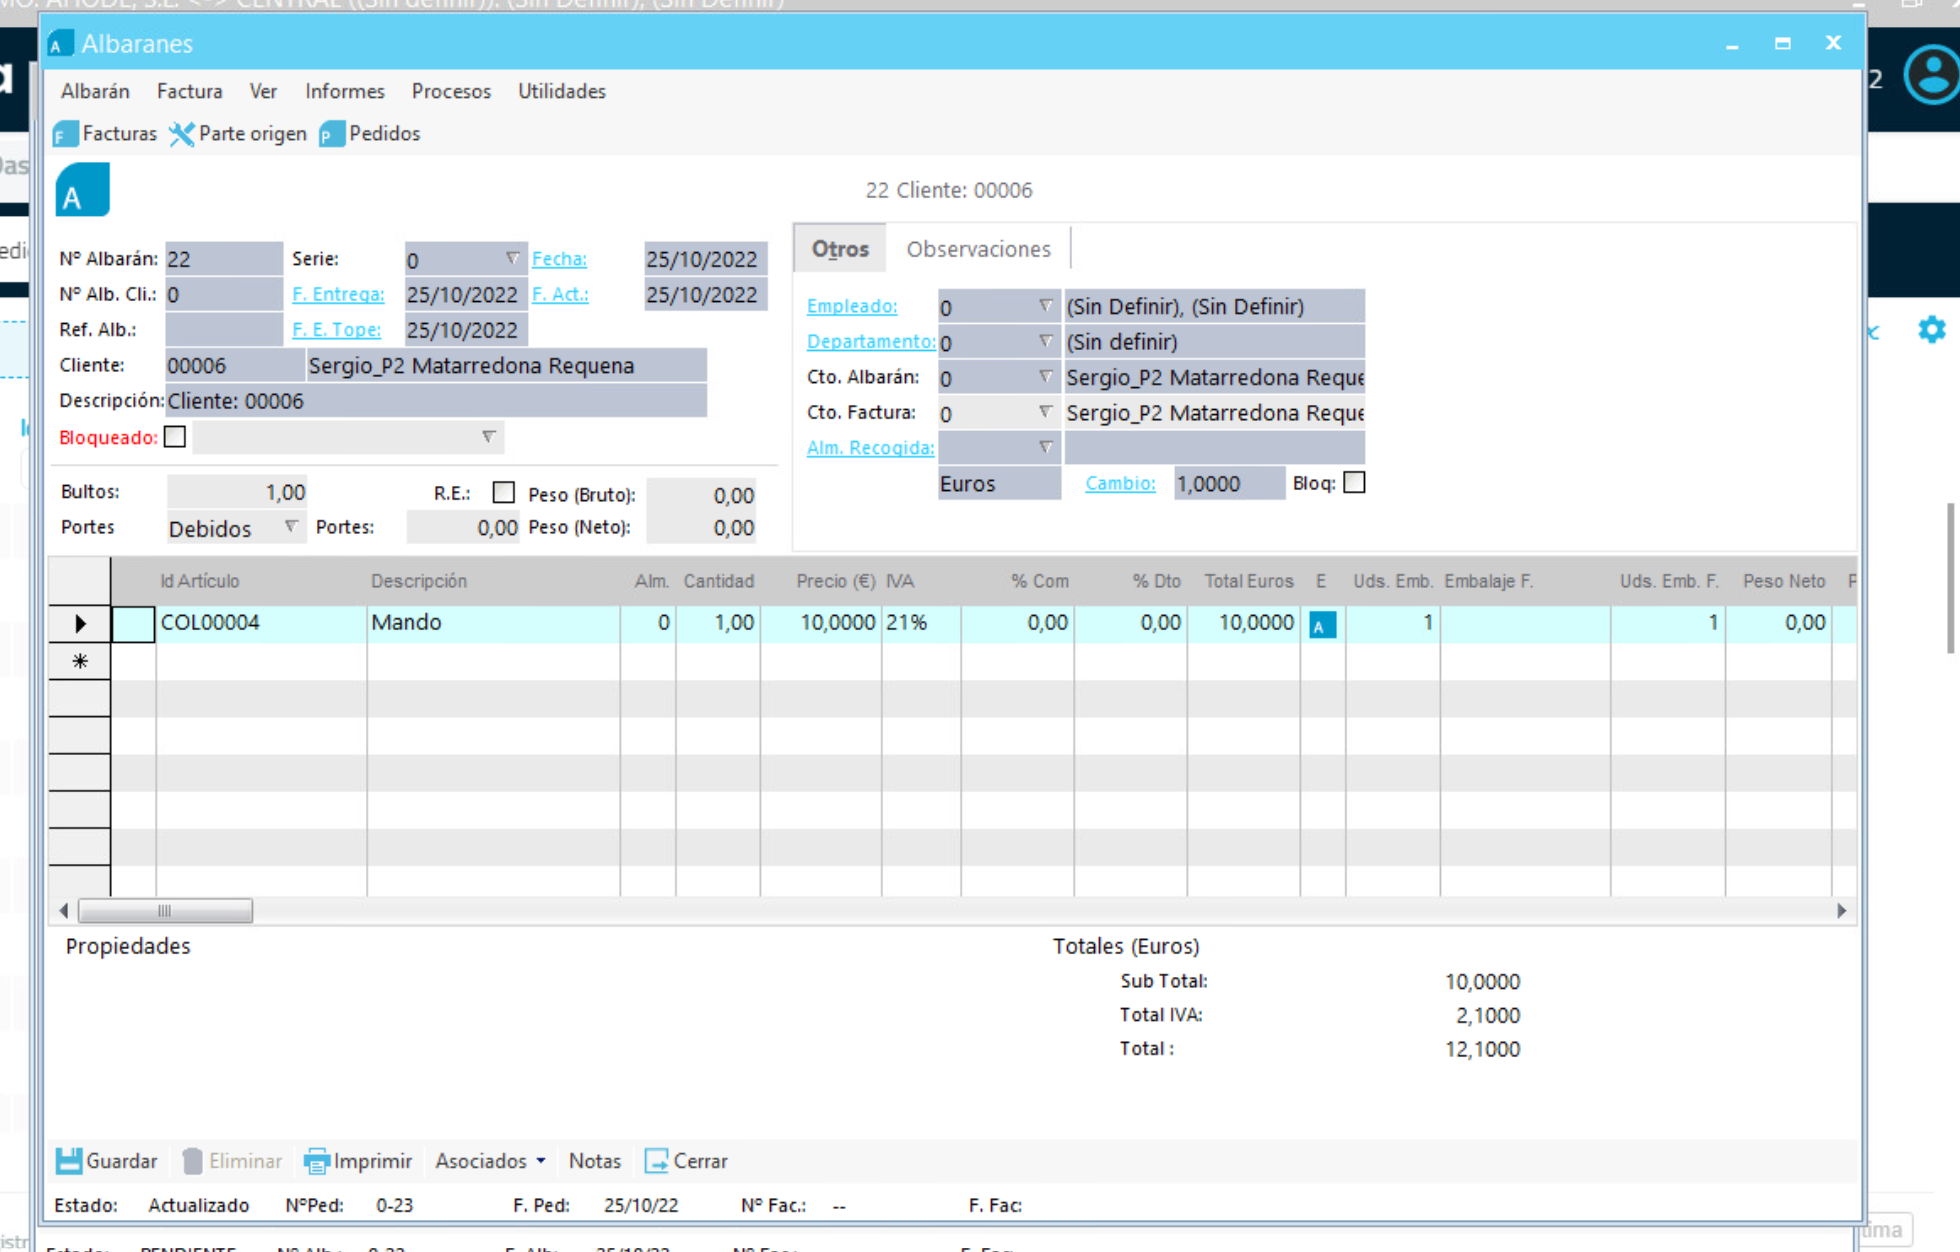 Albaranes
Albarán Factura Ver Informes Procesos Utilidades
Facturas Parte origen Pedidos
22 Cliente: 00006
Nº Albarán: 22 Serie: 0 Fecha: 25/10/2022
Nº Alb. Cli.: 0 F. Entrega: 25/10/2022 F. Act.: 25/10/2022
Ref. Alb.: F. E. Tope: 25/10/2022
Cliente: 00006 Sergio_P2 Matarredona Requena
Descripción: Cliente: 00006
Bloqueado:
Bultos: 1,00 R.E.: Peso (Bruto): 0,00
Portes Debidos Portes: 0,00 Peso (Neto): 0,00
Otros Observaciones
Empleado: 0 (Sin Definir), (Sin Definir)
Departamento: 0 (Sin definir)
Cto. Albarán: 0 Sergio_P2 Matarredona Reque
Cto. Factura: 0 Sergio_P2 Matarredona Reque
Alm. Recogida:
Euros Cambio: 1,0000 Bloq:
Id Artículo Descripción Alm. Cantidad Precio (€) IVA % Com % Dto Total Euros E Uds. Emb. Embalaje F. Uds. Emb. F. Peso Neto P
COL00004 Mando 0 1,00 10,0000 21% 0,00 0,00 10,0000 A 1 1 0,00
Propiedades Totales (Euros)
Sub Total: 10,0000
Total IVA: 2,1000
Total : 12,1000
Guardar Eliminar Imprimir Asociados Notas Cerrar
Estado: Actualizado NºPed: 0-23 F. Ped: 25/10/22 Nº Fac.: -- F. Fac: